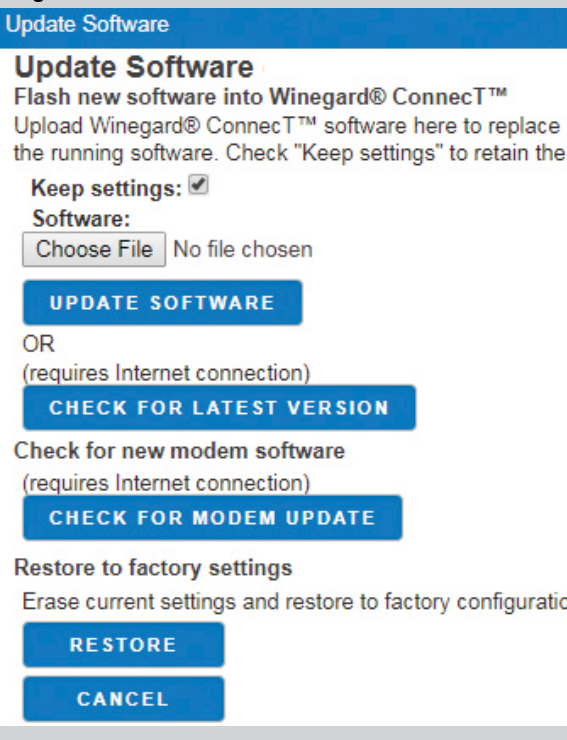 Update Software
Update Software
Flash new software into Winegard® ConnecT™
Upload Winegard® ConnecT™ software here to replace
the running software. Check "Keep settings" to retain the
Keep settings:
Software:
Choose File No file chosen
UPDATE SOFTWARE
OR
(requires Internet connection)
CHECK FOR LATEST VERSION
Check for new modem software
(requires Internet connection)
CHECK FOR MODEM UPDATE
Restore to factory settings
Erase current settings and restore to factory configuratio
RESTORE
CANCEL